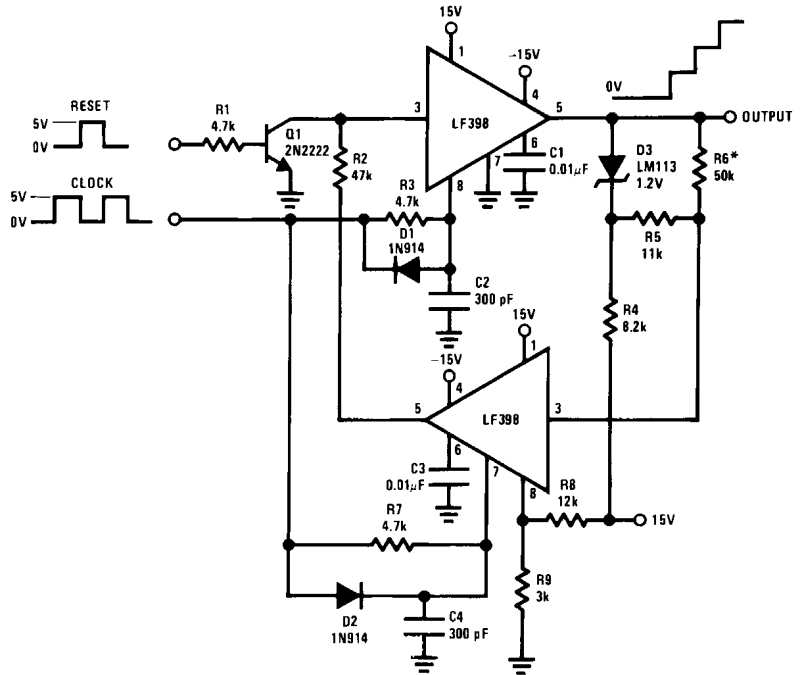 15V
1
-15V
4
0V
RESET
5V
0V
R1
4.7k
Q1
2N2222
3
LF398
5
OUTPUT
6
7
8
C1
0.01μF
D3
LM113
1.2V
R6*
50k
R2
47k
CLOCK
5V
0V
R3
4.7k
D1
1N914
R5
11k
C2
300 pF
R4
8.2k
15V
1
-15V
4
5
LF398
3
6
7
8
C3
0.01μF
R8
12k
15V
R7
4.7k
R9
3k
D2
1N914
C4
300 pF